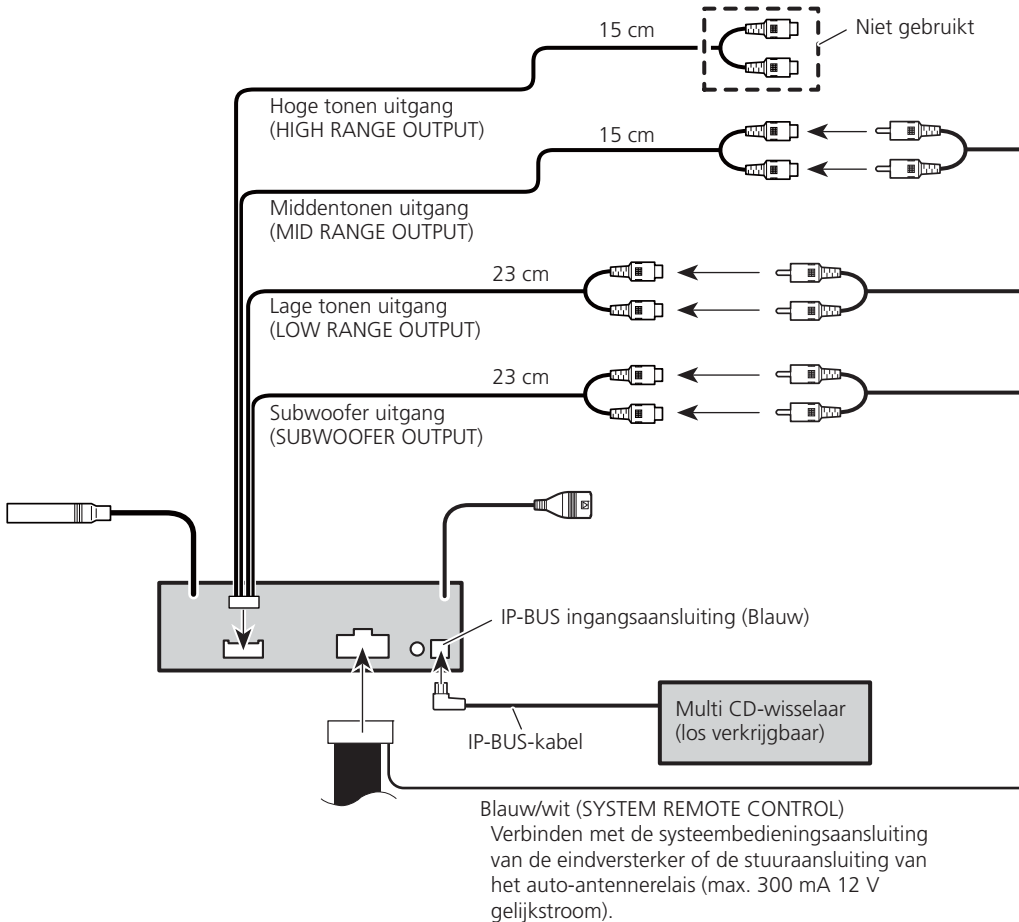 15 cm
Niet gebruikt
Hoge tonen uitgang
(HIGH RANGE OUTPUT)
15 cm
Middentonen uitgang
(MID RANGE OUTPUT)
23 cm
Lage tonen uitgang
(LOW RANGE OUTPUT)
23 cm
Subwoofer uitgang
(SUBWOOFER OUTPUT)
IP-BUS ingangsaansluiting (Blauw)
Multi CD-wisselaar
(los verkrijgbaar)
IP-BUS-kabel
Blauw/wit (SYSTEM REMOTE CONTROL)
Verbinden met de systeembedieningsaansluiting
van de eindversterker of de stuuraansluiting van
het auto-antennerelais (max. 300 mA 12 V
gelijkstroom).